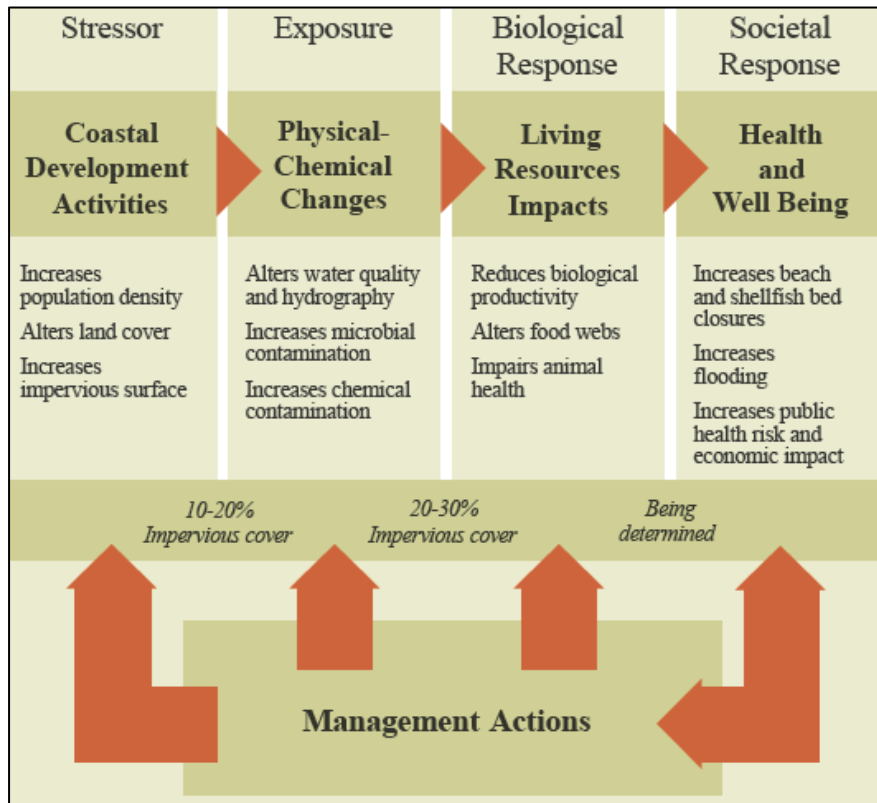 Stressor
Exposure
Biological
Response
Societal
Response
Coastal
Development
Activities
Physical-
Chemical
Changes
Living
Resources
Impacts
Health
and
Well Being
Increases
population density
Alters land cover
Increases
impervious surface
Alters water quality
and hydrography
Increases microbial
contamination
Increases chemical
contamination
Reduces biological
productivity
Alters food webs
Impairs animal
health
Increases beach
and shellfish bed
closures
Increases
flooding
Increases public
health risk and
economic impact
10-20%
Impervious cover
20-30%
Impervious cover
Being
determined
Management Actions